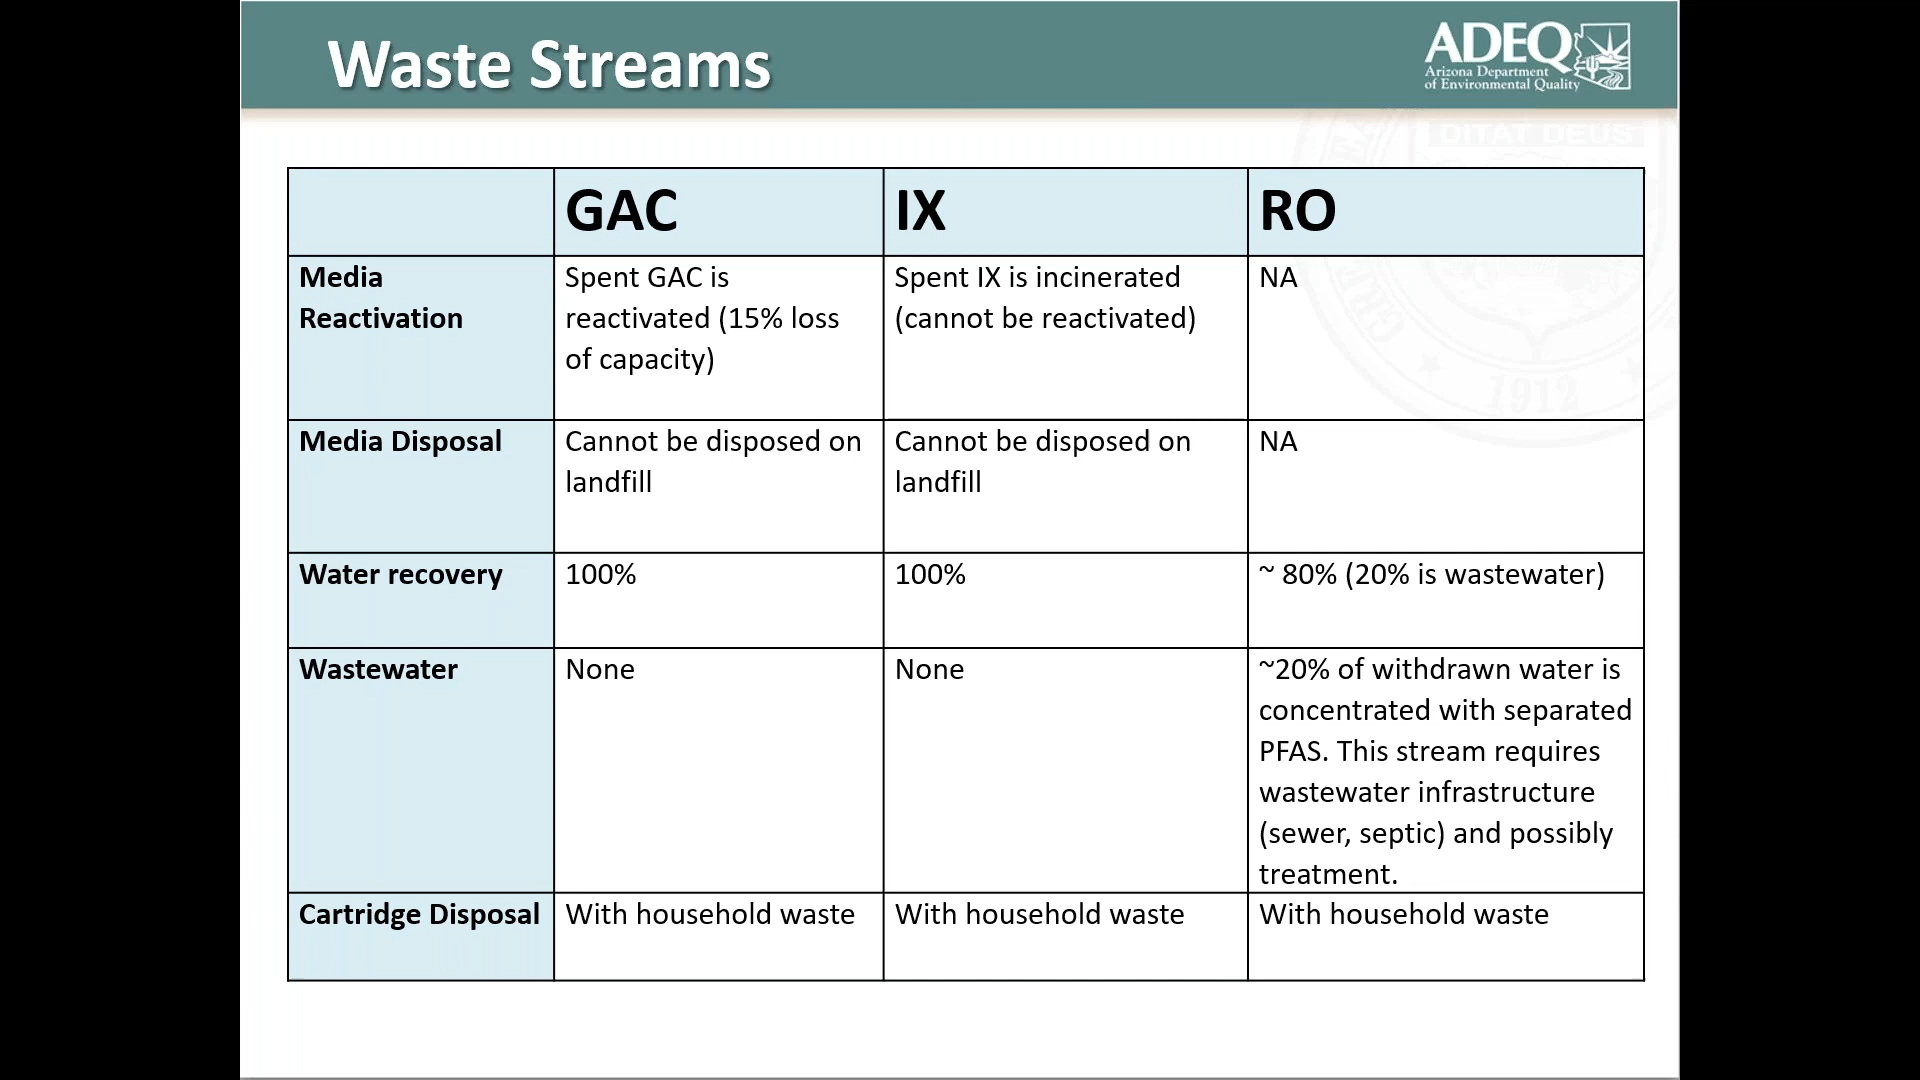 Waste Streams
ADEQ
Arizona Department
of Environmental Quality
DITAT DEUS
1912
GAC
IX
RO
Media
Reactivation
Spent GAC is
reactivated (15% loss
of capacity)
Spent IX is incinerated
(cannot be reactivated)
NA
Media Disposal
Cannot be disposed on
landfill
Cannot be disposed on
landfill
NA
Water recovery
100%
100%
~ 80% (20% is wastewater)
Wastewater
None
None
~20% of withdrawn water is
concentrated with separated
PFAS. This stream requires
wastewater infrastructure
(sewer, septic) and possibly
treatment.
Cartridge Disposal
With household waste
With household waste
With household waste